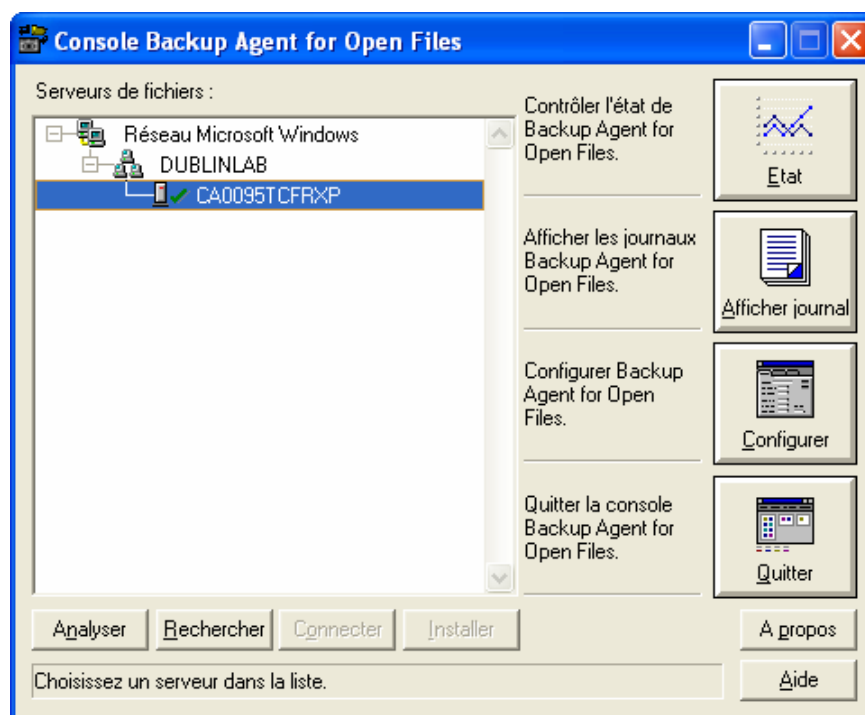 Console Backup Agent for Open Files
Serveurs de fichiers :
Réseau Microsoft Windows
DUBLINLAB
CA0095TCFRXP
Contrôler l'état de
Backup Agent for
Open Files.
Etat
Afficher les journaux
Backup Agent for
Open Files.
Afficher journal
Configurer Backup
Agent for Open
Files.
Configurer
Quitter la console
Backup Agent for
Open Files.
Quitter
Analyser
Rechercher
Connecter
Installer
A propos
Choisissez un serveur dans la liste.
Aide